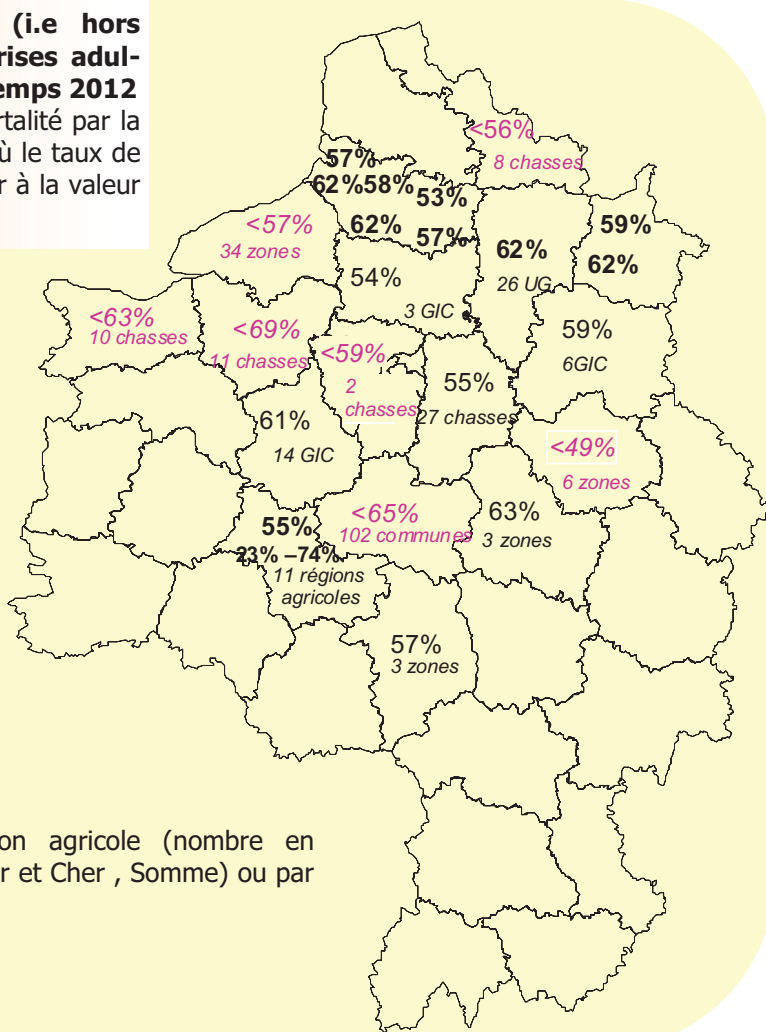 (i.e hors
rises adul-
emps 2012
rtalité par la
ù le taux de
r à la valeur
<56%
8 chasses
57%
62%58%
53%
62%
57%
<57%
34 zones
62%
26 UG
59%
62%
54%
3 GIC
<63%
10 chasses
<69%
11 chasses
<59%
2
chasses
55%
27 chasses
59%
6GIC
61%
14 GIC
<49%
6 zones
<65%
102 communes
63%
3 zones
55%
23% –74%
11 régions
agricoles
57%
3 zones
on agricole (nombre en
r et Cher , Somme) ou par